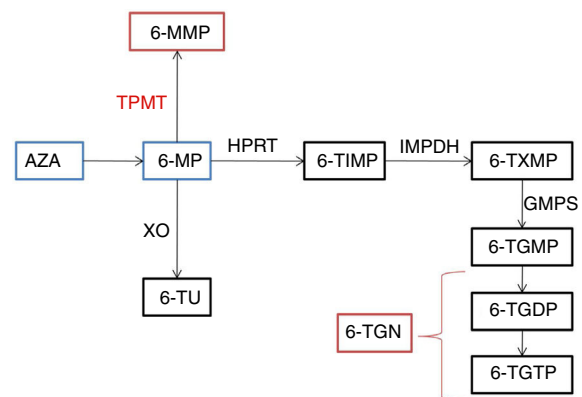 6-MMP
TPMT
AZA
6-MP
HPRT
6-TIMP
IMPDH
6-TXMP
GMPS
XO
6-TGMP
6-TU
6-TGDP
6-TGN
6-TGTP